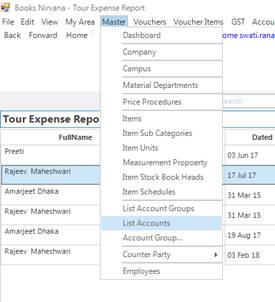 Books Nirvana - Tour Expense Report
File Edit View My Area Master Vouchers Voucher Items GST Accou
Back Forward Home ome swati.rana
Dashboard
Company
Campus
Material Departments
Price Procedures
search
Items
Tour Expense Repo
Item Sub Categories
FullName Item Units Dated
Preeti Measurement Propoerty 03 Jun 17
Item Stock Book Heads
Rajeev Maheshwari 17 Jul 17
Item Schedules
Amarjeet Dhaka 31 Mar 15
List Account Groups
Rajeev Maheshwari 31 Mar 15
List Accounts
Amarjeet Dhaka Account Group... 19 Aug 17
Rajeev Maheshwari Counter Party 03 Feb 18
Employees